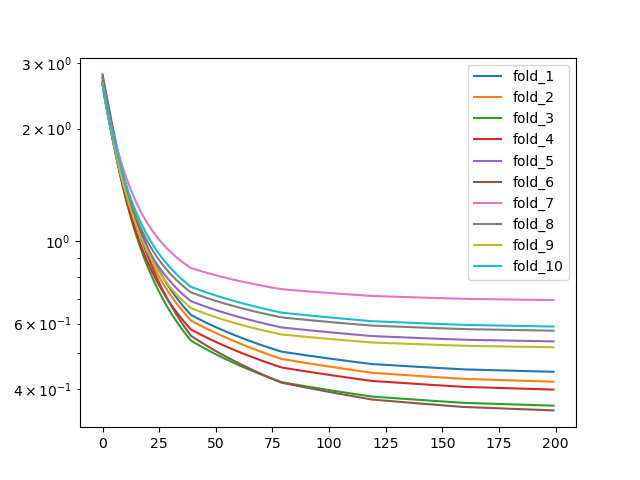 3 × 10⁰
2 × 10⁰
10⁰
6 × 10⁻¹
4 × 10⁻¹
0 25 50 75 100 125 150 175 200
fold_1
fold_2
fold_3
fold_4
fold_5
fold_6
fold_7
fold_8
fold_9
fold_10